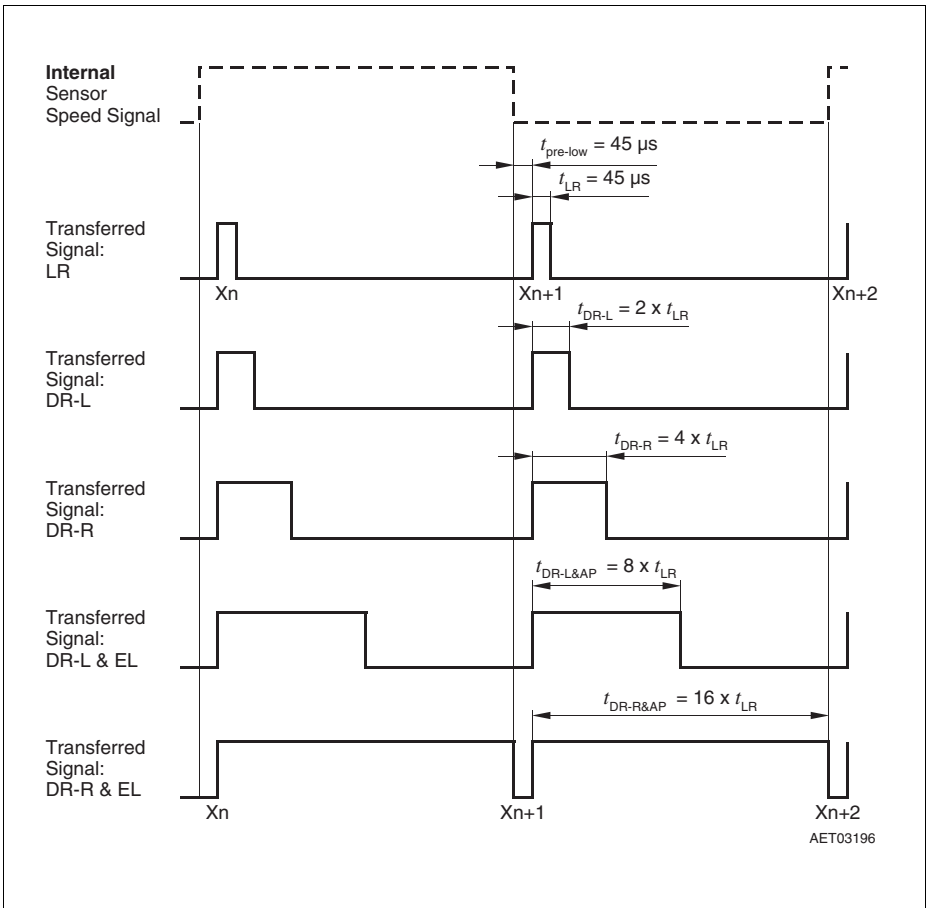 Internal
Sensor
Speed Signal
tpre-low = 45 µs
tLR = 45 µs
Transferred
Signal:
LR
Xn
Xn+1
Xn+2
tDR-L = 2 x tLR
Transferred
Signal:
DR-L
tDR-R = 4 x tLR
Transferred
Signal:
DR-R
tDR-L&AP = 8 x tLR
Transferred
Signal:
DR-L & EL
tDR-R&AP = 16 x tLR
Transferred
Signal:
DR-R & EL
Xn
Xn+1
Xn+2
AET03196